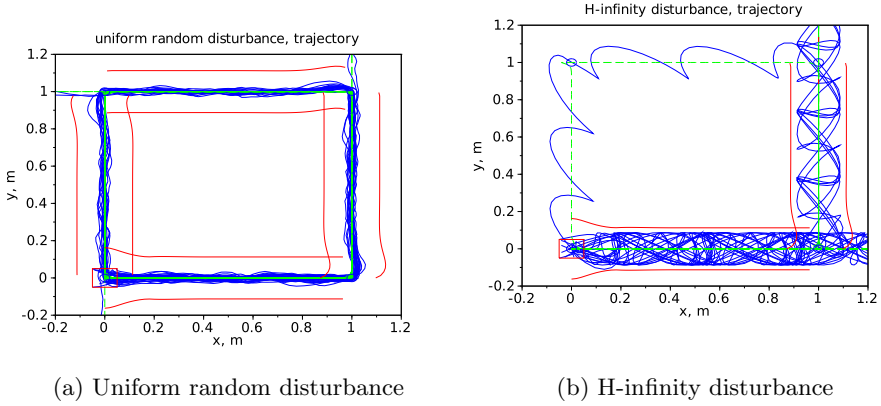 uniform random disturbance, trajectory
1.2
1
0.8
0.6
0.4
0.2
0
-0.2
y, m
-0.2 0 0.2 0.4 0.6 0.8 1 1.2
x, m
(a) Uniform random disturbance
H-infinity disturbance, trajectory
1.2
1
0.8
0.6
0.4
0.2
0
-0.2
y, m
-0.2 0 0.2 0.4 0.6 0.8 1 1.2
x, m
(b) H-infinity disturbance